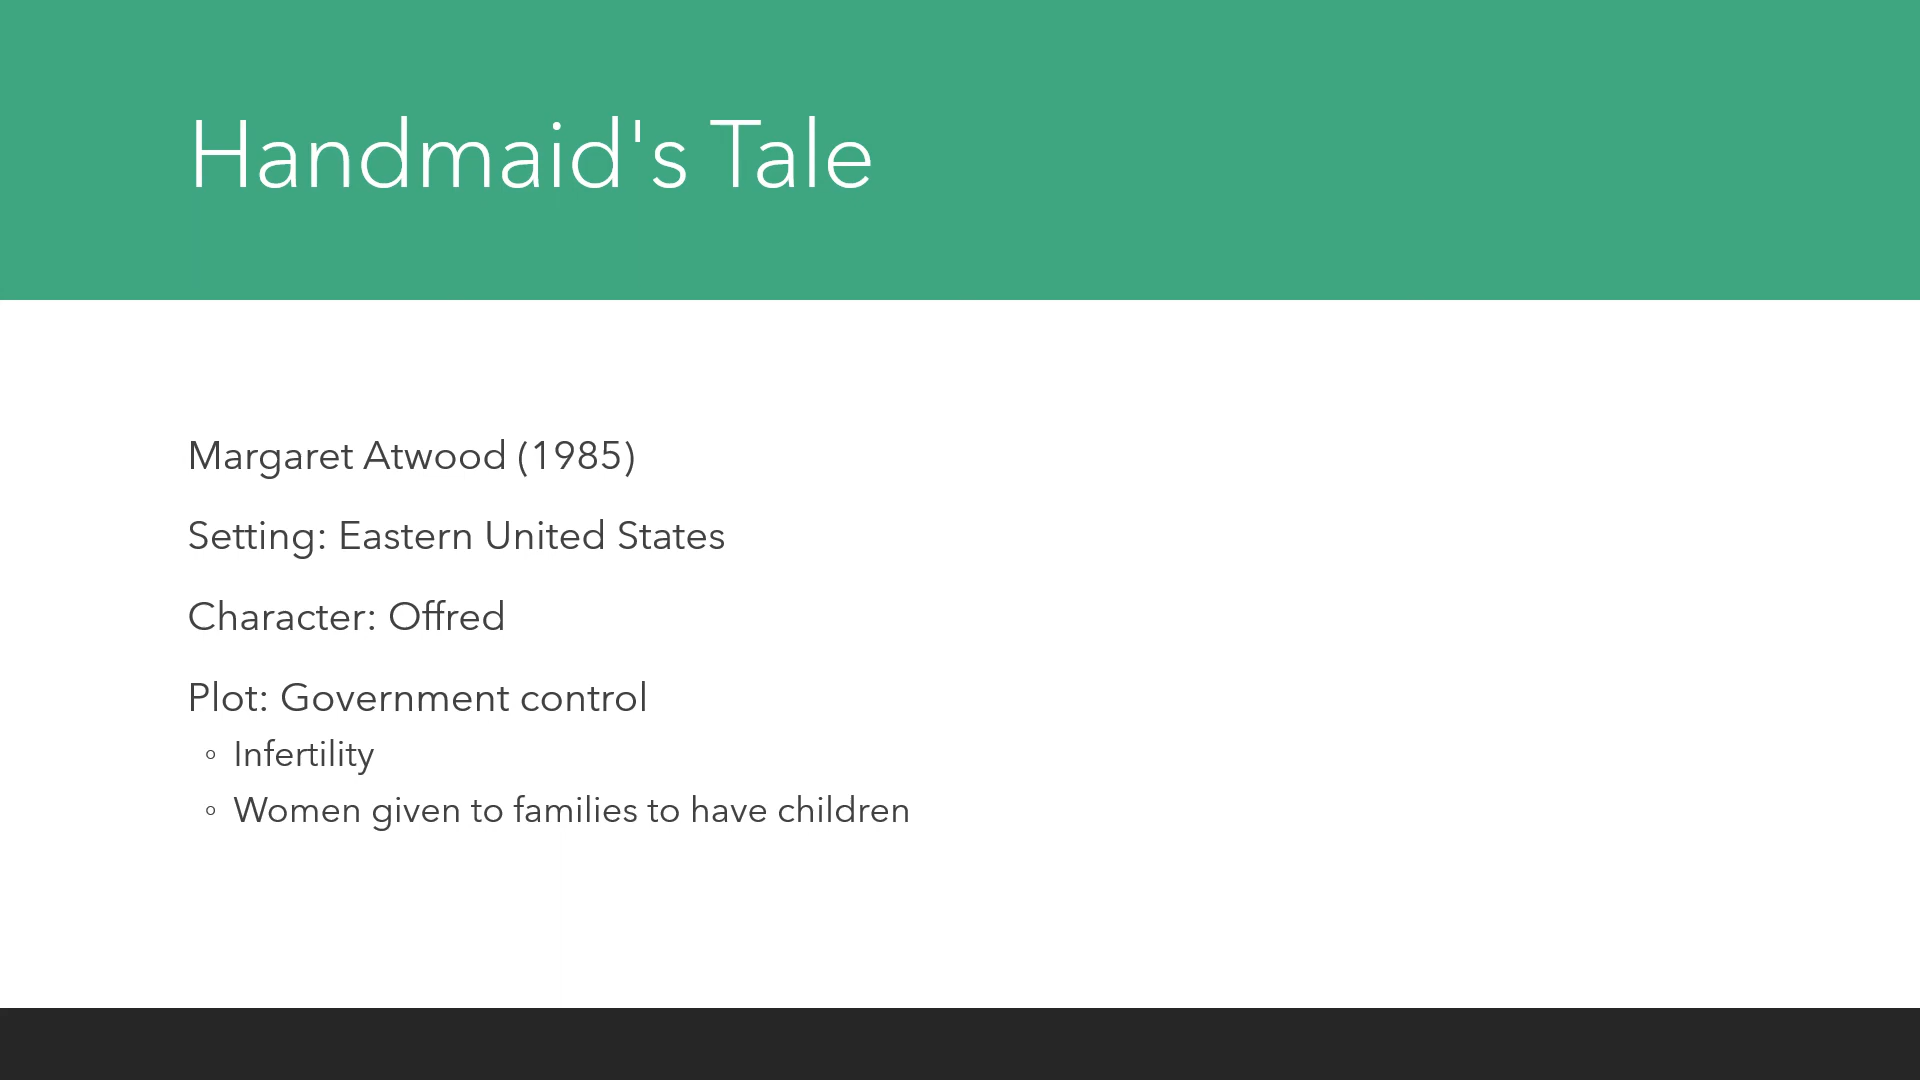 Handmaid's Tale
Margaret Atwood (1985)
Setting: Eastern United States
Character: Offred
Plot: Government control
◦ Infertility
◦ Women given to families to have children